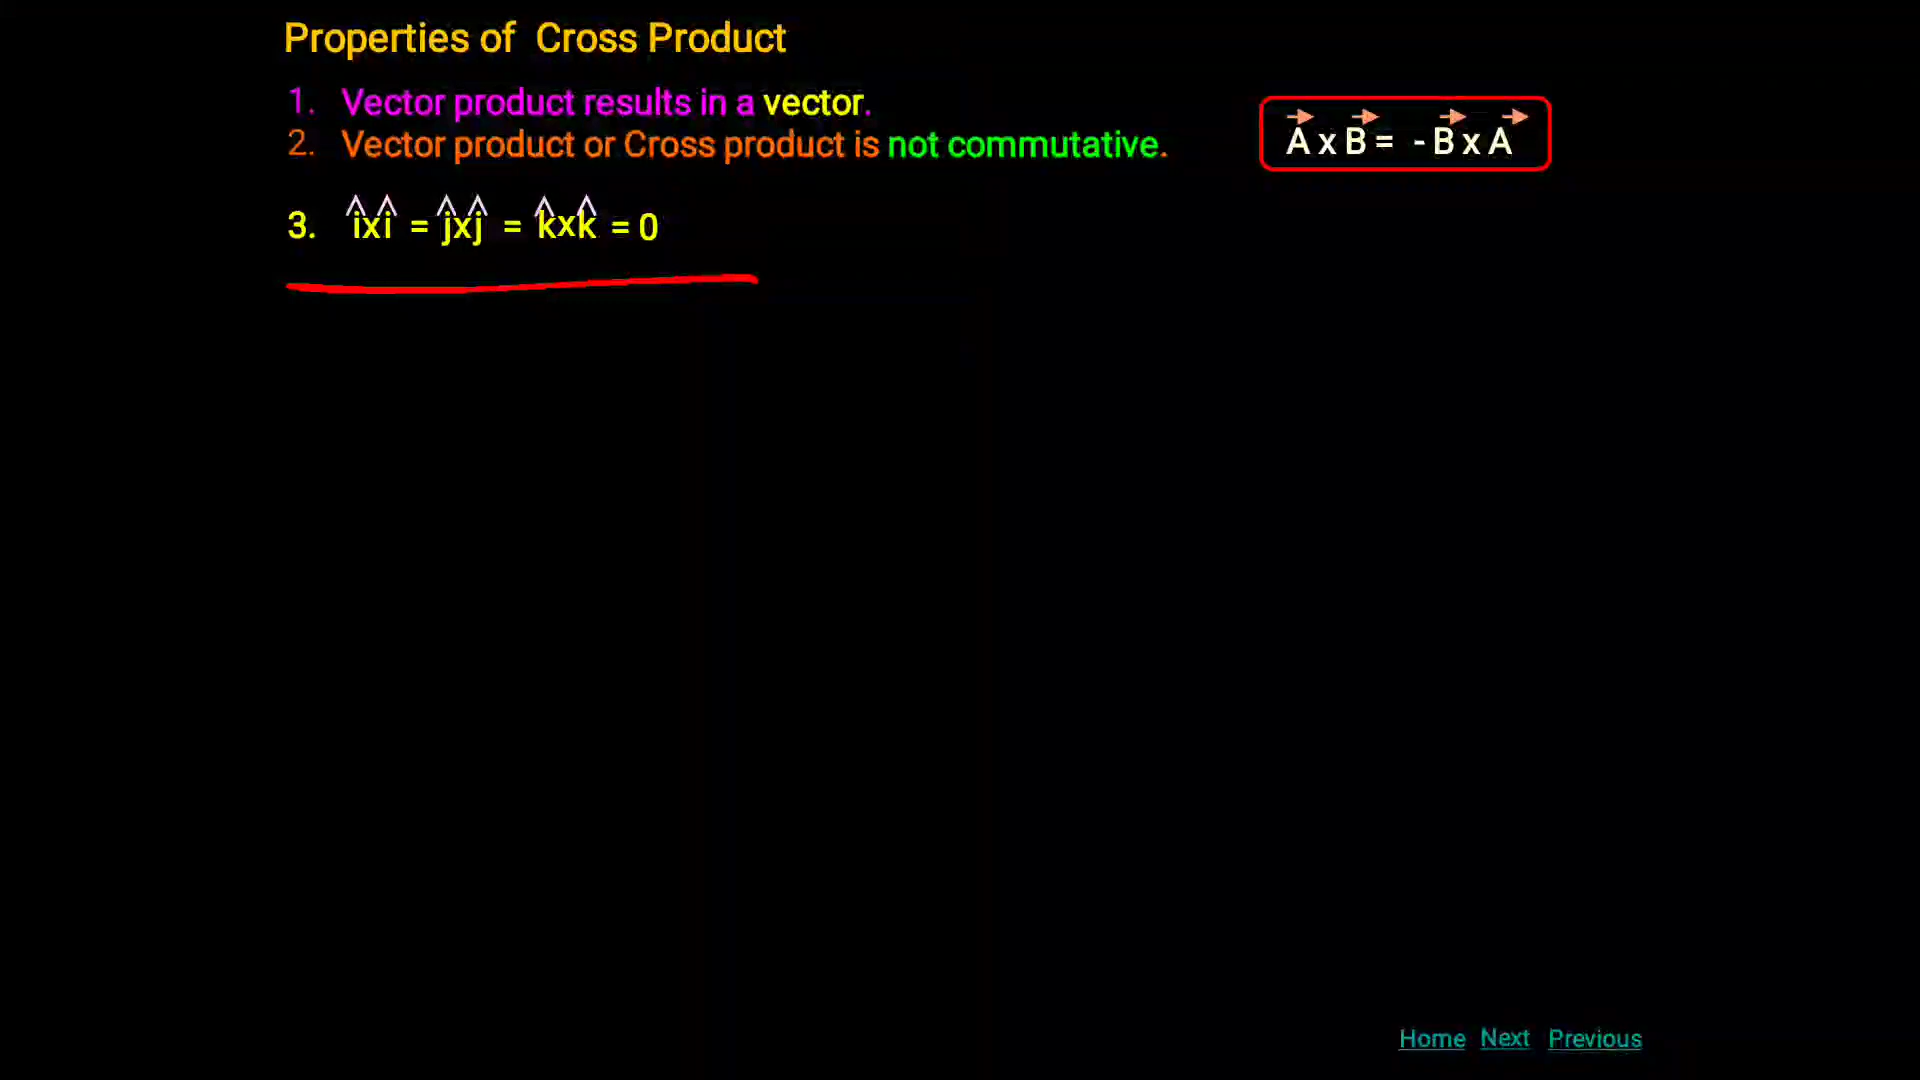 Properties of Cross Product
1. Vector product results in a vector.
2. Vector product or Cross product is not commutative.
A⃗ x B⃗ = - B⃗ x A⃗
3. îxî = ĵxĵ = k̂xk̂ = 0
Home Next Previous